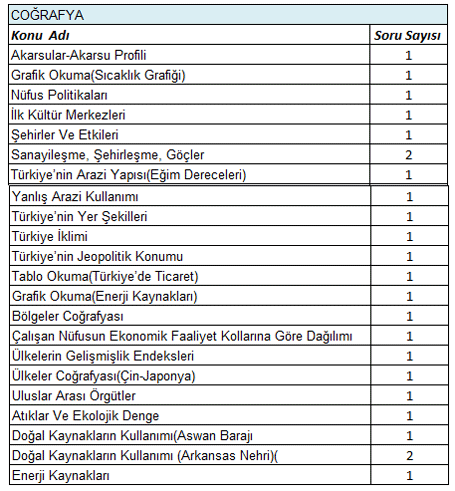 COĞRAFYA
Konu Adı Soru Sayısı
Akarsular-Akarsu Profili 1
Grafik Okuma(Sıcaklık Grafiği) 1
Nüfus Politikaları 1
İlk Kültür Merkezleri 1
Şehirler Ve Etkileri 1
Sanayileşme, Şehirleşme, Göçler 2
Türkiye'nin Arazi Yapısı(Eğim Dereceleri) 1
Yanlış Arazi Kullanımı 1
Türkiye'nin Yer Şekilleri 1
Türkiye İklimi 1
Türkiye'nin Jeopolitik Konumu 1
Tablo Okuma(Türkiye'de Ticaret) 1
Grafik Okuma(Enerji Kaynakları) 1
Bölgeler Coğrafyası 1
Çalışan Nüfusun Ekonomik Faaliyet Kollarına Göre Dağılımı 1
Ülkelerin Gelişmişlik Endeksleri 1
Ülkeler Coğrafyası(Çin-Japonya) 1
Uluslar Arası Örgütler 1
Atıklar Ve Ekolojik Denge 1
Doğal Kaynakların Kullanımı(Aswan Barajı 1
Doğal Kaynakların Kullanımı (Arkansas Nehri)( 2
Enerji Kaynakları 1